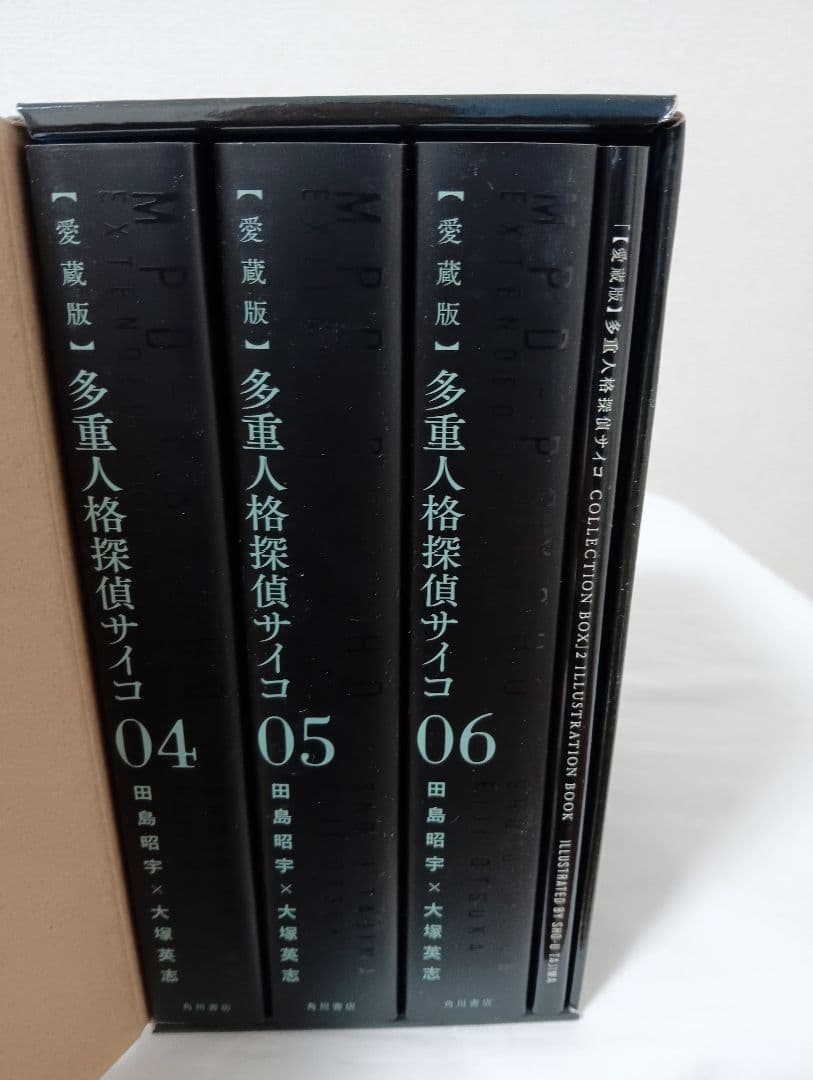 【愛蔵版】多重人格探偵サイコ
04
田島昭宇×大塚英志
角川書店
MPD
【愛蔵版】多重人格探偵サイコ
05
田島昭宇×大塚英志
角川書店
【愛蔵版】多重人格探偵サイコ
06
田島昭宇×大塚英志
角川書店
MPD-
EXTENDED
EIJI OTSUKA
「【愛蔵版】多重人格探偵サイコ COLLECTION BOX」2 ILLUSTRATION BOOK ILLUSTRATED BY SHO-U TAJIMA